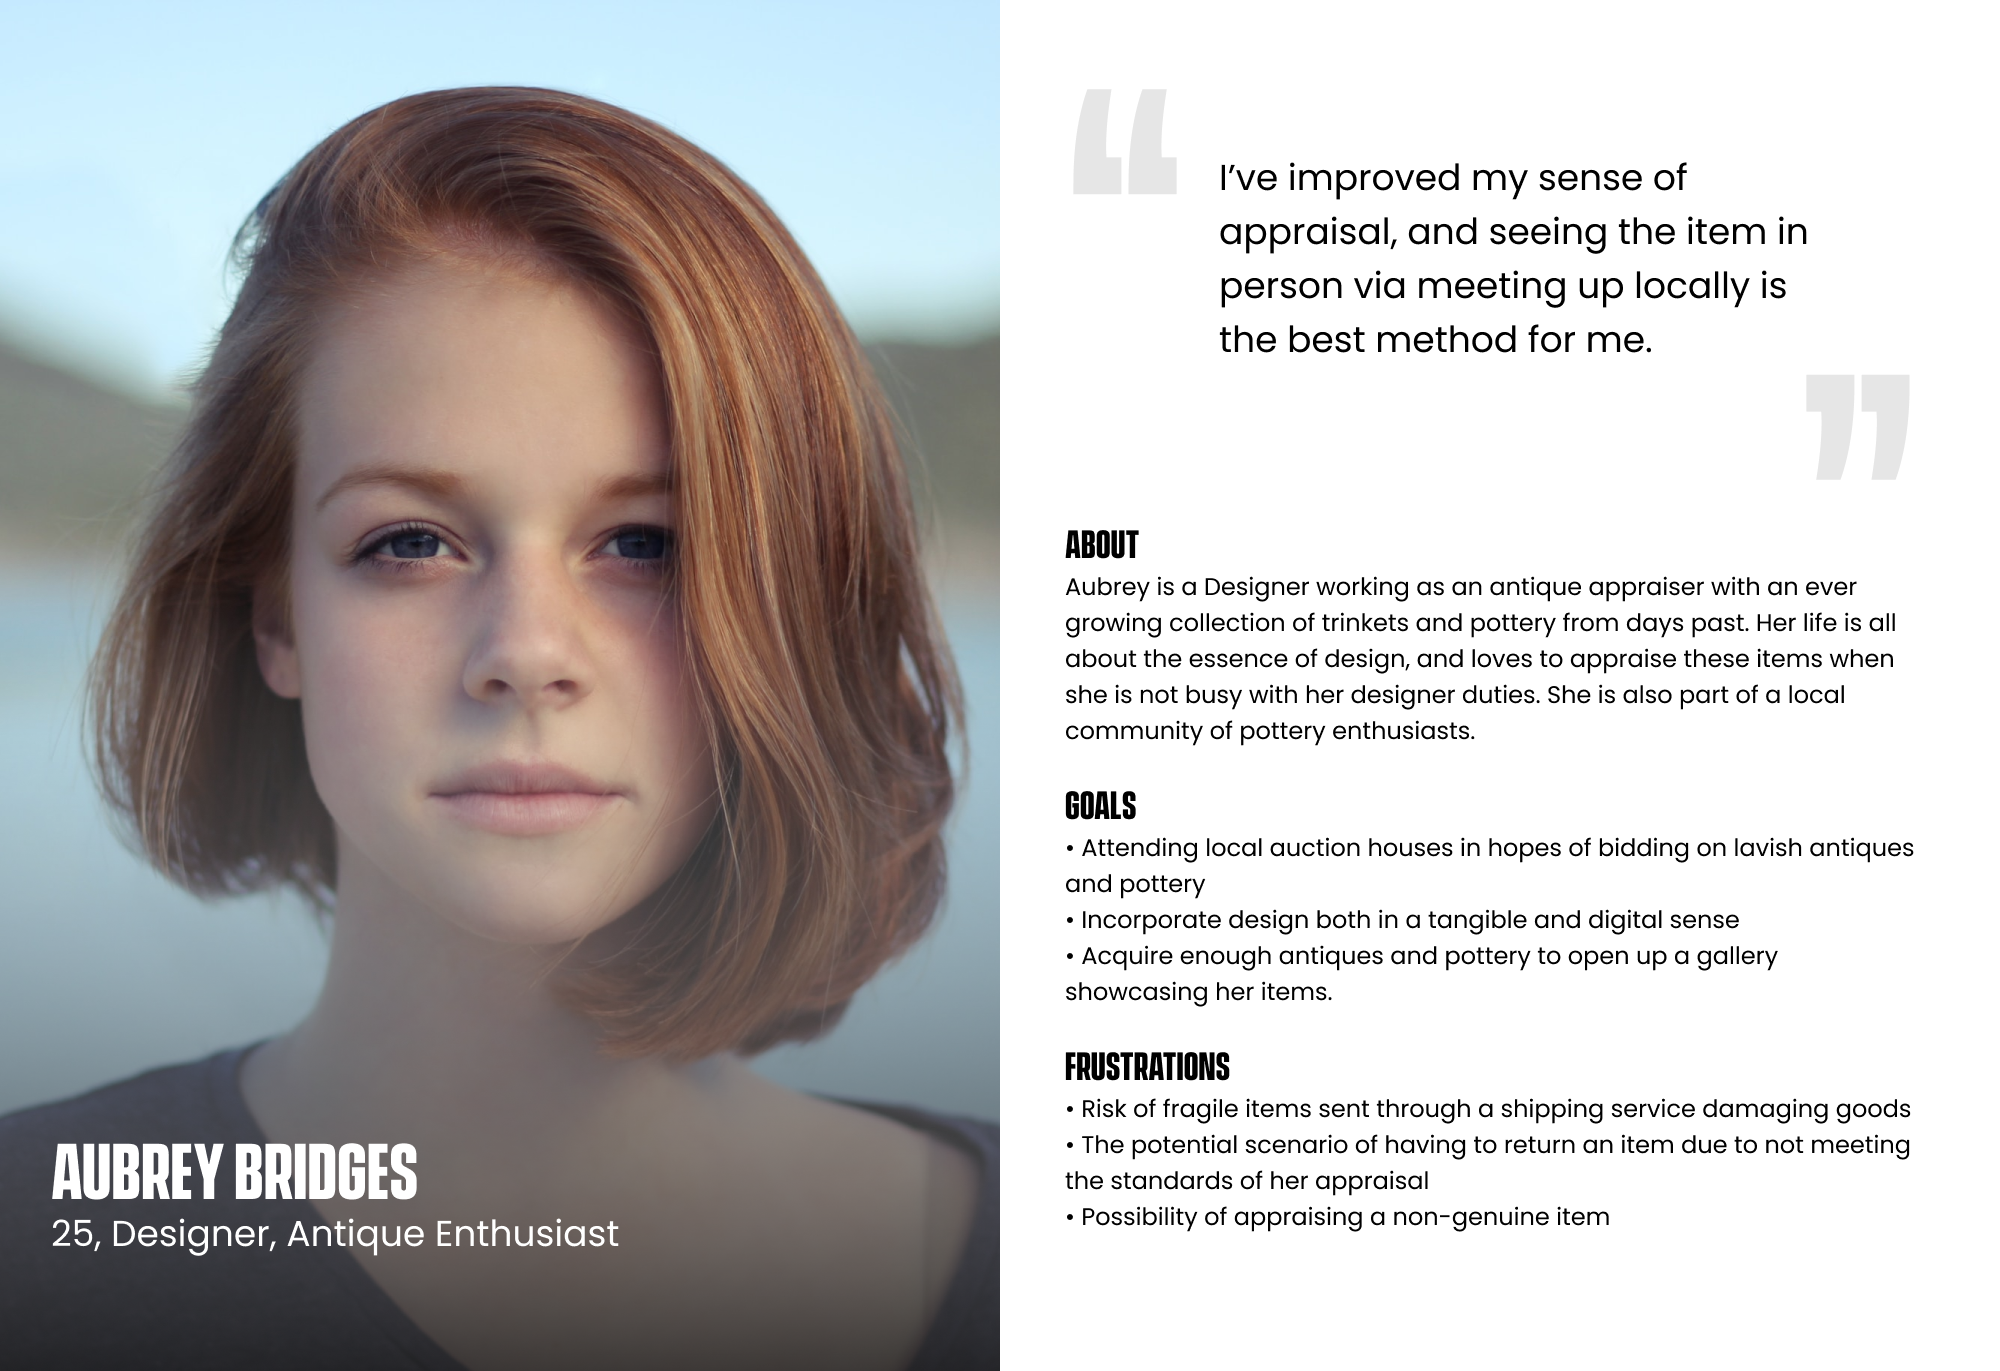 “
I’ve improved my sense of
appraisal, and seeing the item in
person via meeting up locally is
the best method for me.
”
ABOUT
Aubrey is a Designer working as an antique appraiser with an ever
growing collection of trinkets and pottery from days past. Her life is all
about the essence of design, and loves to appraise these items when
she is not busy with her designer duties. She is also part of a local
community of pottery enthusiasts.
GOALS
• Attending local auction houses in hopes of bidding on lavish antiques
and pottery
• Incorporate design both in a tangible and digital sense
• Acquire enough antiques and pottery to open up a gallery
showcasing her items.
FRUSTRATIONS
• Risk of fragile items sent through a shipping service damaging goods
• The potential scenario of having to return an item due to not meeting
the standards of her appraisal
• Possibility of appraising a non-genuine item
AUBREY BRIDGES
25, Designer, Antique Enthusiast